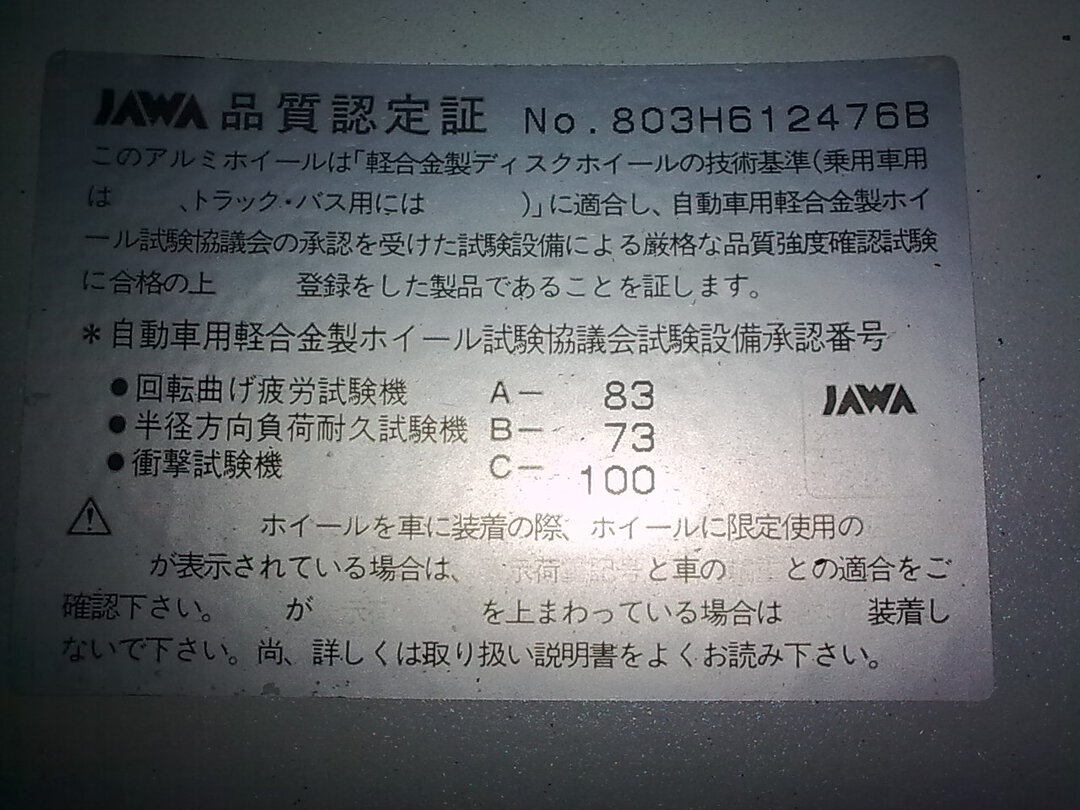 JAWA 品質認定証 No.803H612476B
このアルミホイールは「軽合金製ディスクホイールの技術基準(乗用車用
は 、トラック・バス用には )」に適合し、自動車用軽合金製ホイ
ール試験協議会の承認を受けた試験設備による厳格な品質強度確認試験
に合格の上 登録をした製品であることを証します。
*自動車用軽合金製ホイール試験協議会試験設備承認番号
●回転曲げ疲労試験機 A- 83
JAWA
●半径方向負荷耐久試験機 B- 73
●衝撃試験機 C- 100
ホイールを車に装着の際、ホイールに限定使用の
が表示されている場合は、 と車の との適合をご
確認下さい。 が を上まわっている場合は 装着し
ないで下さい。尚、詳しくは取り扱い説明書をよくお読み下さい。